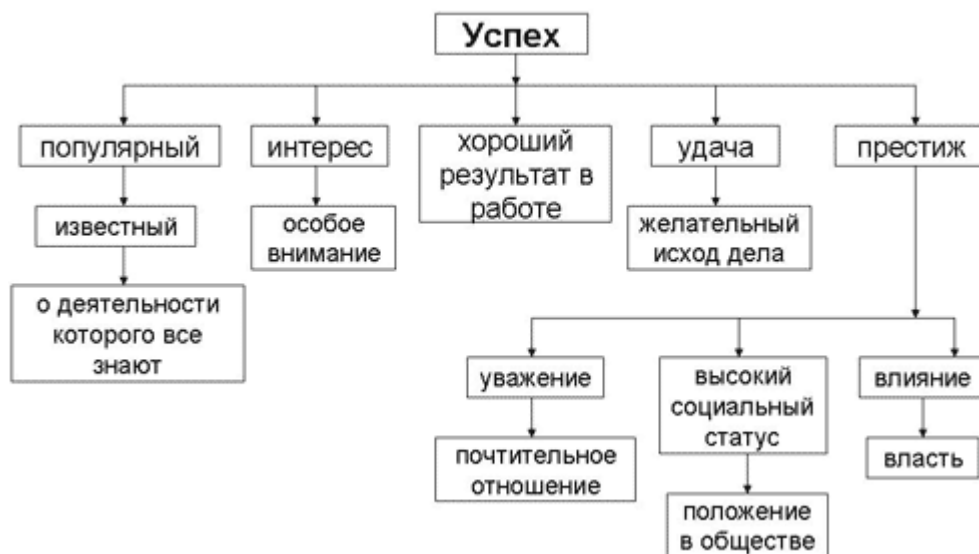 Успех
популярный
интерес
хороший
результат в
работе
удача
престиж
известный
особое
внимание
желательный
исход дела
о деятельности
которого все
знают
уважение
высокий
социальный
статус
влияние
почтительное
отношение
власть
положение
в обществе